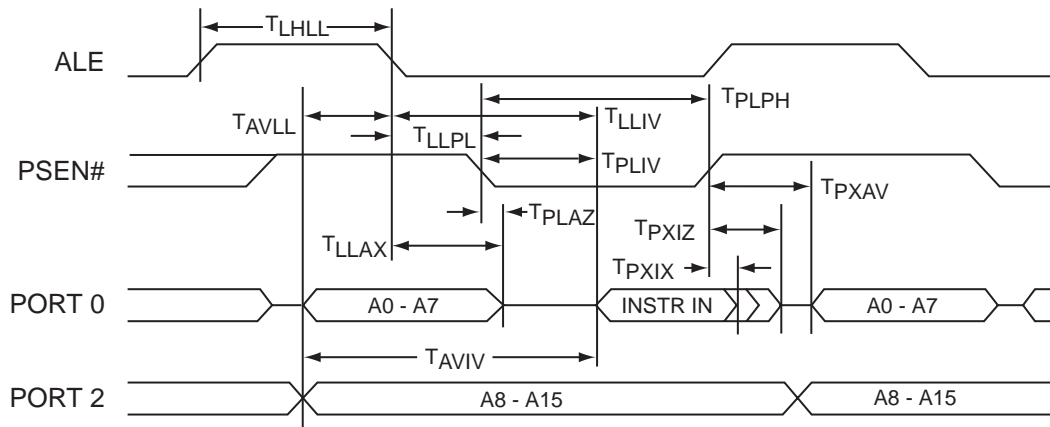 TLHLL
ALE
TPLPH
TAVLL
TLLIV
TLLPL
PSEN#
TPLIV
TPXAV
TPLAZ
TPXIZ
TLLAX
TPXIX
PORT 0
A0 - A7
INSTR IN
A0 - A7
TAVIV
PORT 2
A8 - A15
A8 - A15